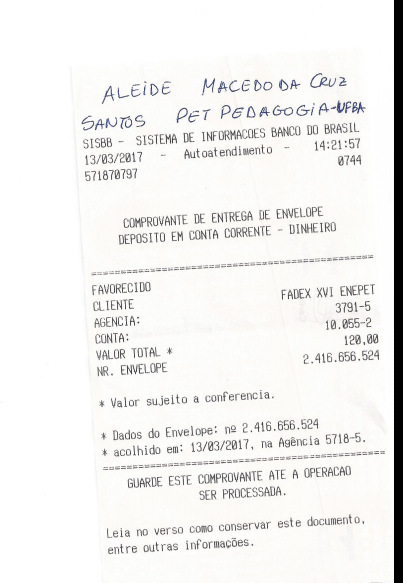 ALEIDE MACEDO DA CRUZ
SANTOS PET PEDAGOGIA-UFBA
SISBB - SISTEMA DE INFORMACOES BANCO DO BRASIL
13/03/2017 - Autoatendimento - 14:21:57
571870797 0744
COMPROVANTE DE ENTREGA DE ENVELOPE
DEPOSITO EM CONTA CORRENTE - DINHEIRO
================================================
FAVORECIDO
CLIENTE FADEX XVI ENEPET
AGENCIA: 3791-5
CONTA: 10.055-2
VALOR TOTAL * 120,00
NR. ENVELOPE 2.416.656.524
* Valor sujeito a conferencia.
* Dados do Envelope: nº 2.416.656.524
* acolhido em: 13/03/2017, na Agência 5718-5.
================================================
GUARDE ESTE COMPROVANTE ATE A OPERACAO
SER PROCESSADA.
Leia no verso como conservar este documento,
entre outras informações.